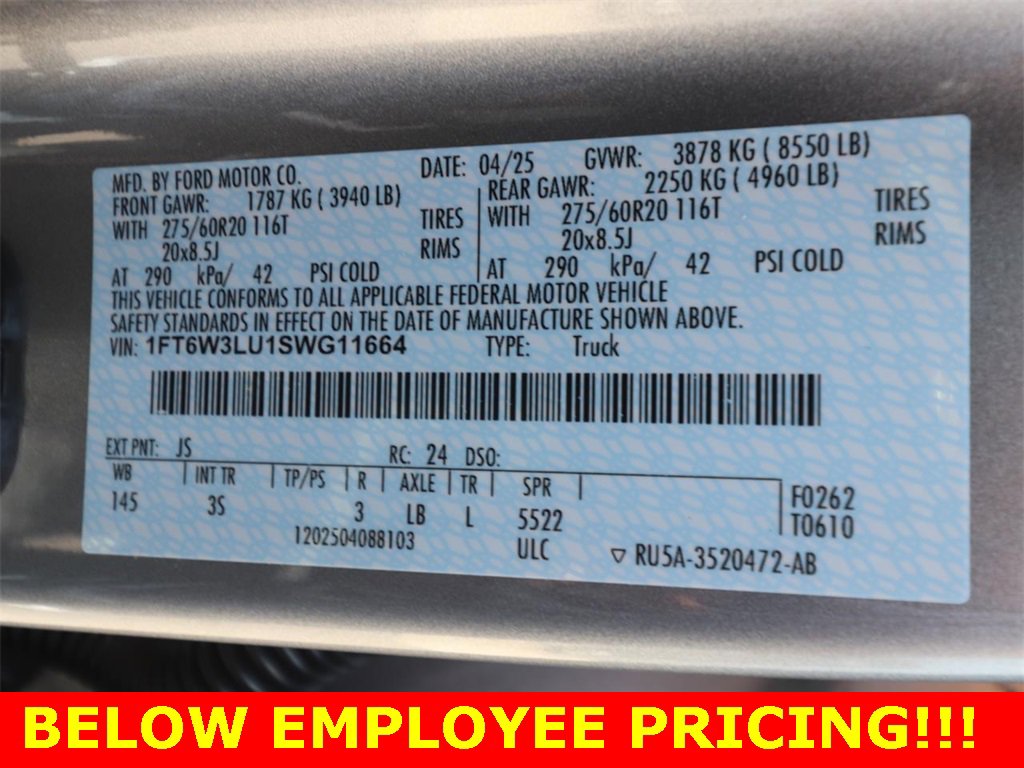 MFD. BY FORD MOTOR CO. DATE: 04/25 GVWR: 3878 KG ( 8550 LB)
FRONT GAWR: 1787 KG ( 3940 LB) REAR GAWR: 2250 KG ( 4960 LB)
WITH 275/60R20 116T TIRES WITH 275/60R20 116T TIRES
20x8.5J RIMS 20x8.5J RIMS
AT 290 kPa/ 42 PSI COLD AT 290 kPa/ 42 PSI COLD
THIS VEHICLE CONFORMS TO ALL APPLICABLE FEDERAL MOTOR VEHICLE
SAFETY STANDARDS IN EFFECT ON THE DATE OF MANUFACTURE SHOWN ABOVE.
VIN: 1FT6W3LU1SWG11664 TYPE: Truck
EXT PNT: JS RC: 24 DSO:
WB INT TR TP/PS R AXLE TR SPR
145 3S 3 LB L 5522 F0262
1202504088103 ULC T0610
RU5A-3520472-AB
BELOW EMPLOYEE PRICING!!!